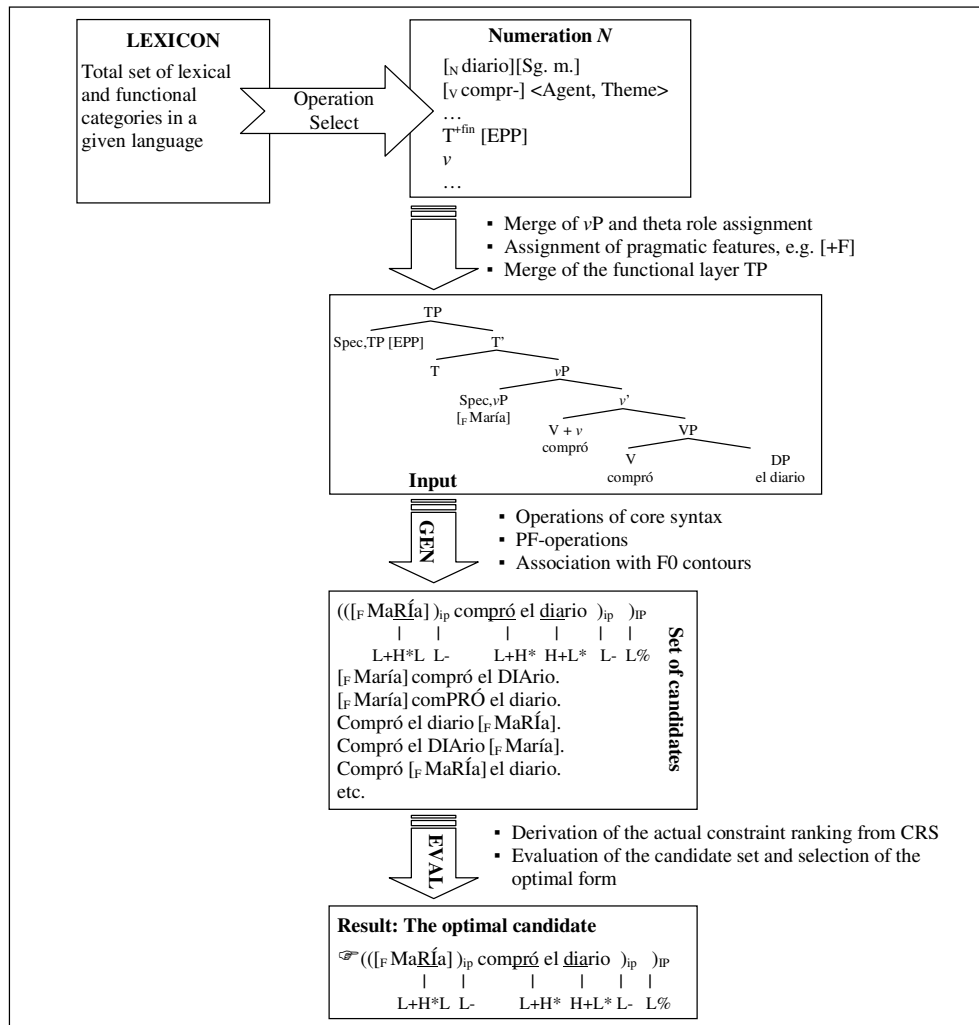 LEXICON
Total set of lexical
and functional
categories in a
given language
Operation
Select
Numeration N
[N diario][Sg. m.]
[V compr-] <Agent, Theme>
…
T+fin [EPP]
v
…
▪ Merge of vP and theta role assignment
▪ Assignment of pragmatic features, e.g. [+F]
▪ Merge of the functional layer TP
TP
Spec,TP [EPP] T'
T vP
Spec,vP v'
[F María]
V + v VP
compró
V DP
compró el diario
Input
GEN
▪ Operations of core syntax
▪ PF-operations
▪ Association with F0 contours
(([F MaRÍa] )ip compró el diario )ip )IP
L+H*L L- L+H* H+L* L- L%
[F María] compró el DIArio.
[F María] comPRÓ el diario.
Compró el diario [F MaRÍa].
Compró el DIArio [F María].
Compró [F MaRÍa] el diario.
etc.
Set of candidates
EVAL
▪ Derivation of the actual constraint ranking from CRS
▪ Evaluation of the candidate set and selection of the
optimal form
Result: The optimal candidate
☞(([F MaRÍa] )ip compró el diario )ip )IP
L+H*L L- L+H* H+L* L- L%